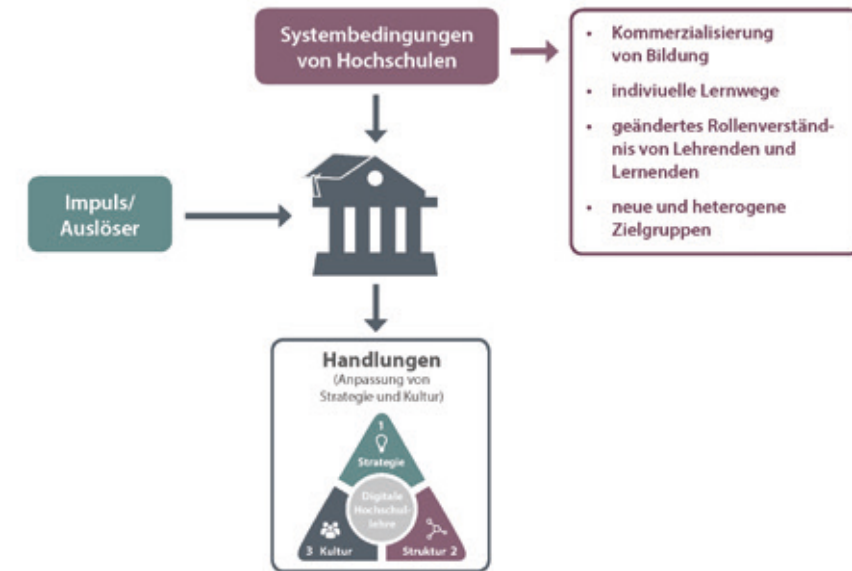 Systembedingungen
von Hochschulen
• Kommerzialisierung
von Bildung
• indiviuelle Lernwege
• geändertes Rollenverständ-
nis von Lehrenden und
Lernenden
• neue und heterogene
Zielgruppen
Impuls/
Auslöser
Handlungen
(Anpassung von
Strategie und Kultur)
1
Strategie
Digitale
Hochschul-
lehre
3 Kultur
Struktur 2